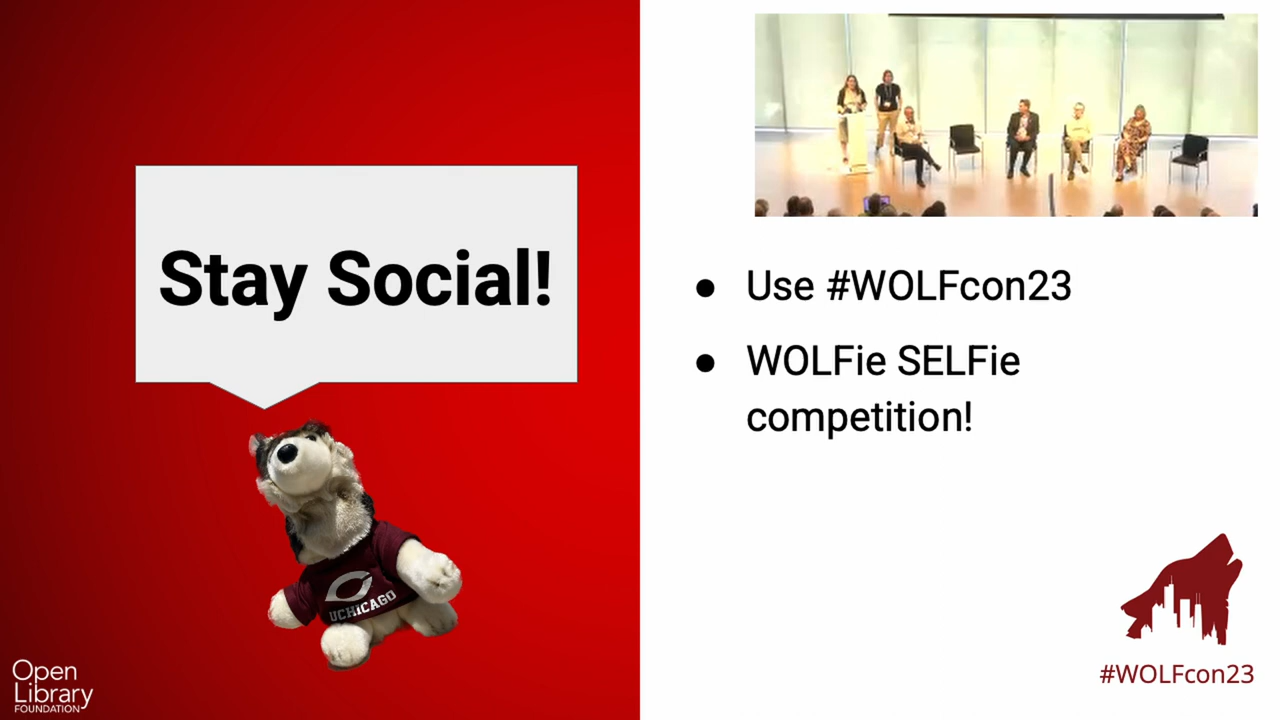 Stay Social!
UCHICAGO
Open
Library
FOUNDATION
● Use #WOLFcon23
● WOLFie SELFie
competition!
#WOLFcon23